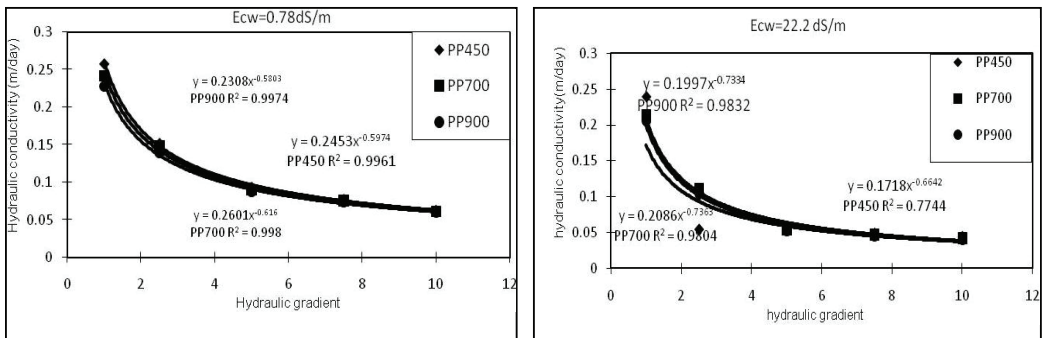 Ecw=0.78dS/m
Hydraulic conductivity (m/day)
0.3
0.25
0.2
0.15
0.1
0.05
0
PP450
PP700
PP900
y = 0.2308x^-0.5803
PP900 R² = 0.9974
y = 0.2453x^-0.5974
PP450 R² = 0.9961
y = 0.2601x^-0.616
PP700 R² = 0.998
0 2 4 6 8 10 12
Hydraulic gradient
Ecw=22.2 dS/m
hydraulic conductivity(m/day)
0.3
0.25
0.2
0.15
0.1
0.05
0
PP450
PP700
PP900
y = 0.1997x^-0.7334
PP900 R² = 0.9832
y = 0.1718x^-0.6642
PP450 R² = 0.7744
y = 0.2086x^-0.7363
PP700 R² = 0.9804
0 2 4 6 8 10 12
hydraulic gradient